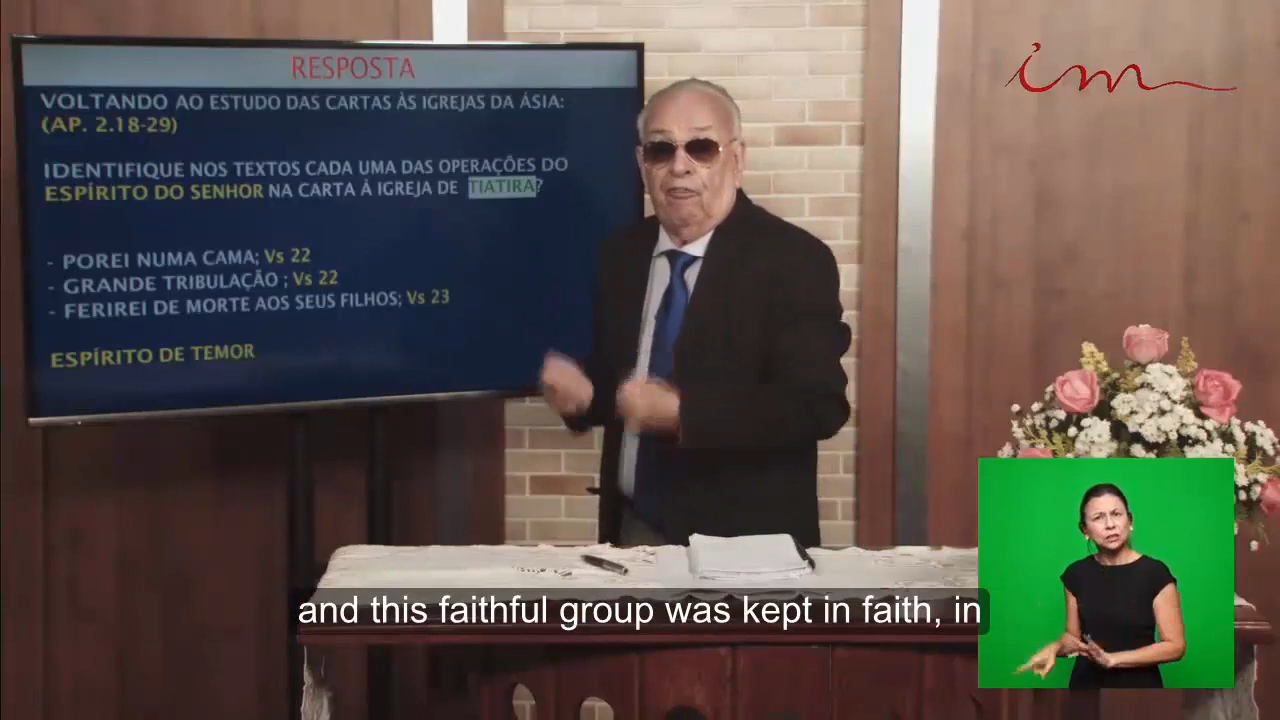 RESPOSTA
VOLTANDO AO ESTUDO DAS CARTAS ÀS IGREJAS DA ÁSIA:
(AP. 2.18-29)
IDENTIFIQUE NOS TEXTOS CADA UMA DAS OPERAÇÕES DO
ESPÍRITO DO SENHOR NA CARTA À IGREJA DE TIATIRA?
- POREI NUMA CAMA; Vs 22
- GRANDE TRIBULAÇÃO ; Vs 22
- FERIREI DE MORTE AOS SEUS FILHOS; Vs 23
ESPÍRITO DE TEMOR
im
and this faithful group was kept in faith, in